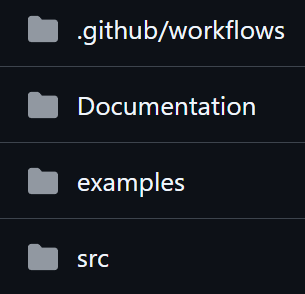 .github/workflows
Documentation
examples
src